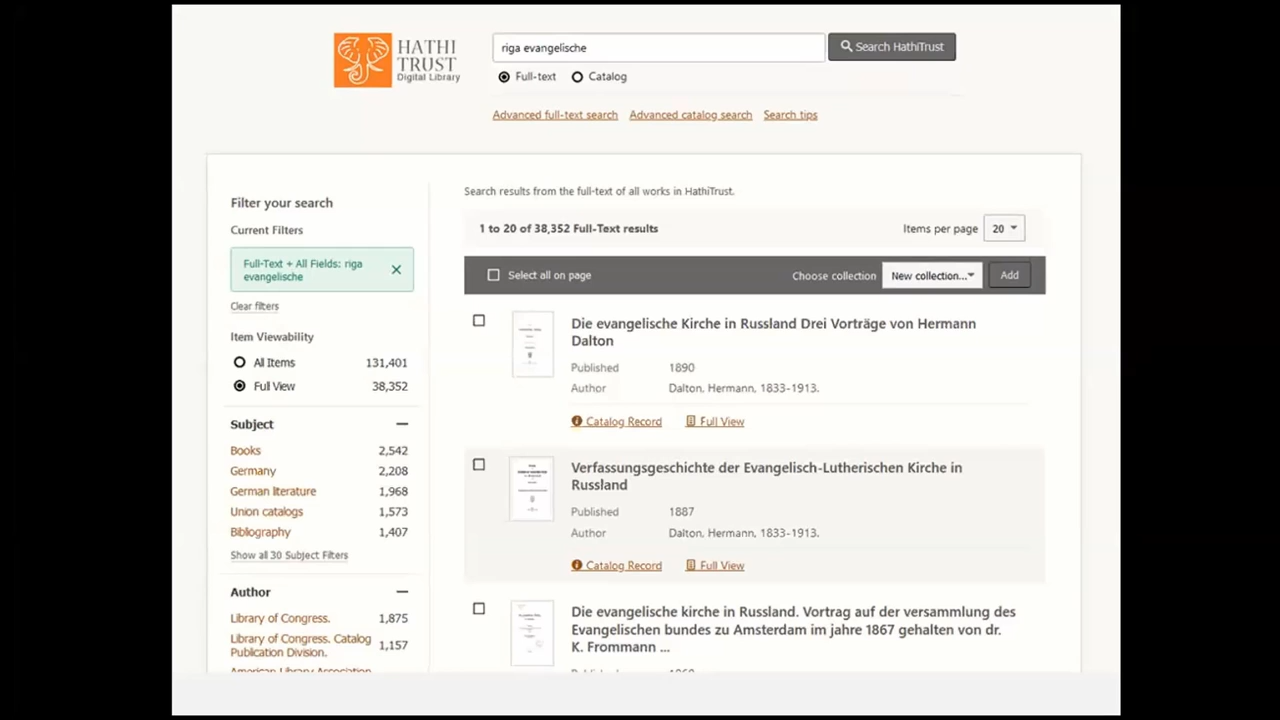 HATHI
TRUST
Digital Library
riga evangelische
Search HathiTrust
Full-text
Catalog
Advanced full-text search
Advanced catalog search
Search tips
Filter your search
Current Filters
Full-Text + All Fields: riga
evangelische
Clear filters
Item Viewability
All Items 131,401
Full View 38,352
Subject
Books 2,542
Germany 2,208
German literature 1,968
Union catalogs 1,573
Bibliography 1,407
Show all 30 Subject Filters
Author
Library of Congress. 1,875
Library of Congress. Catalog
Publication Division. 1,157
American Library Association
Search results from the full-text of all works in HathiTrust.
1 to 20 of 38,352 Full-Text results
Items per page 20
Select all on page
Choose collection New collection... Add
Die evangelische Kirche in Russland Drei Vorträge von Hermann
Dalton
Published 1890
Author Dalton, Hermann, 1833-1913.
Catalog Record Full View
Verfassungsgeschichte der Evangelisch-Lutherischen Kirche in
Russland
Published 1887
Author Dalton, Hermann, 1833-1913.
Catalog Record Full View
Die evangelische kirche in Russland. Vortrag auf der versammlung des
Evangelischen bundes zu Amsterdam im jahre 1867 gehalten von dr.
K. Frommann ...